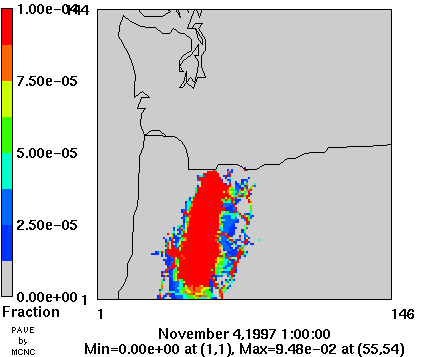 1.00e-04 144
7.50e-05
5.00e-05
2.50e-05
0.00e+00 1
Fraction
1 146
PAVE
by
MCNC
November 4,1997 1:00:00
Min=0.00e+00 at (1,1), Max=9.48e-02 at (55,54)